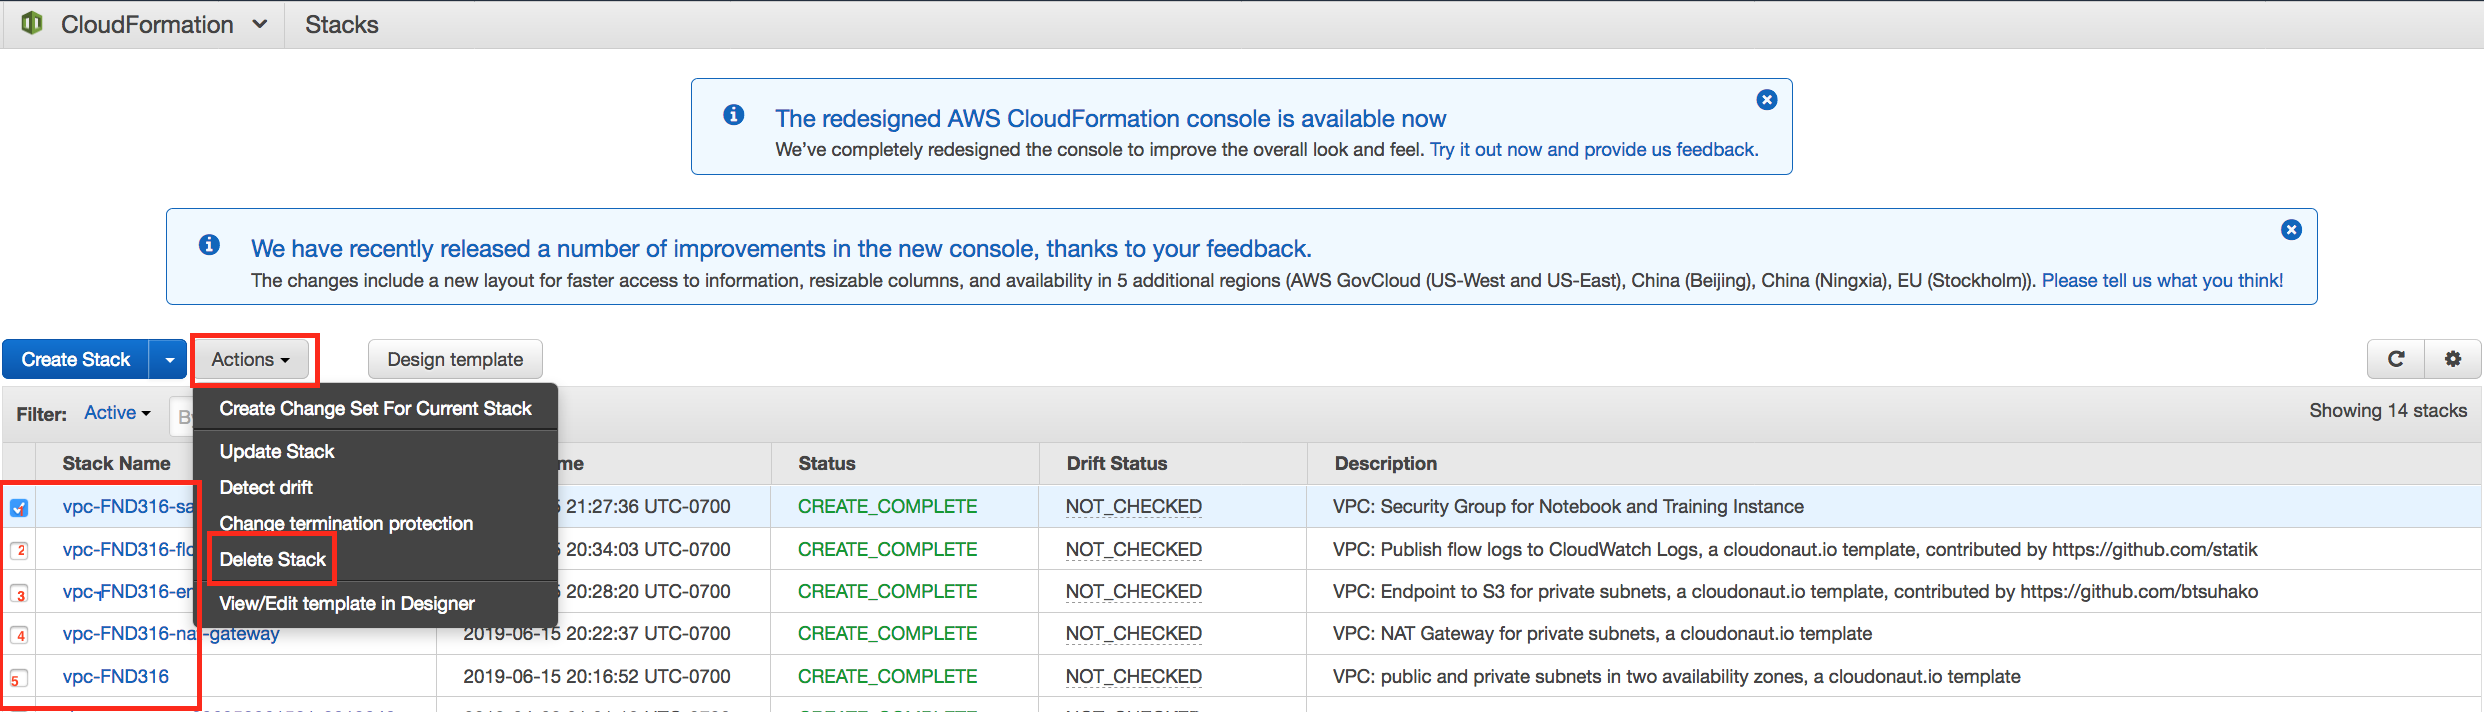 CloudFormation Stacks
The redesigned AWS CloudFormation console is available now
We've completely redesigned the console to improve the overall look and feel. Try it out now and provide us feedback.
We have recently released a number of improvements in the new console, thanks to your feedback.
The changes include a new layout for faster access to information, resizable columns, and availability in 5 additional regions (AWS GovCloud (US-West and US-East), China (Beijing), China (Ningxia), EU (Stockholm)). Please tell us what you think!
Create Stack Actions Design template
Filter: Active Showing 14 stacks
Create Change Set For Current Stack
Update Stack
Detect drift
Change termination protection
Delete Stack
View/Edit template in Designer
Stack Name Status Drift Status Description
vpc-FND316-sa 21:27:36 UTC-0700 CREATE_COMPLETE NOT_CHECKED VPC: Security Group for Notebook and Training Instance
2 vpc-FND316-flo 20:34:03 UTC-0700 CREATE_COMPLETE NOT_CHECKED VPC: Publish flow logs to CloudWatch Logs, a cloudonaut.io template, contributed by https://github.com/statik
3 vpc-FND316-en 20:28:20 UTC-0700 CREATE_COMPLETE NOT_CHECKED VPC: Endpoint to S3 for private subnets, a cloudonaut.io template, contributed by https://github.com/btsuhako
4 vpc-FND316-nat-gateway 2019-06-15 20:22:37 UTC-0700 CREATE_COMPLETE NOT_CHECKED VPC: NAT Gateway for private subnets, a cloudonaut.io template
5 vpc-FND316 2019-06-15 20:16:52 UTC-0700 CREATE_COMPLETE NOT_CHECKED VPC: public and private subnets in two availability zones, a cloudonaut.io template